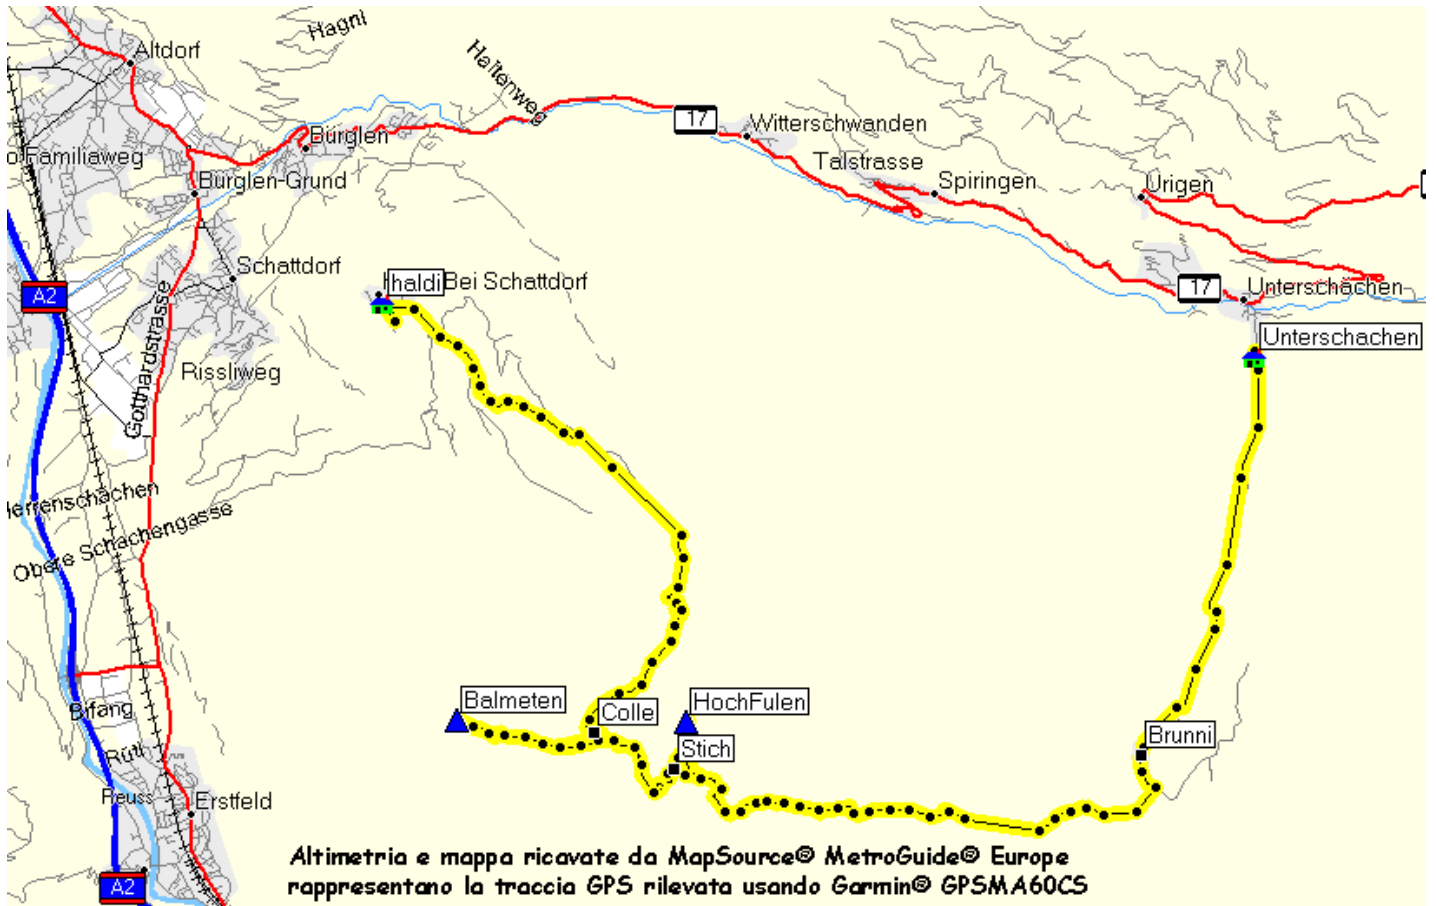 Hagni
Altdorf
Haltenweg
17
Witterschwanden
Bürglen
o Familiaweg
Talstrasse
Bürglen-Grund
Spiringen
Urigen
Schattdorf
haldi Bei Schattdorf
A2
17
Unterschächen
Gotthardstrasse
Unterschachen
Rissliweg
Herrenschachen
Obere Schachengasse
Balmeten
HochFulen
Colle
Bifang
Stich
Brunni
Rütl
Reuss
Erstfeld
Altimetria e mappa ricavate da MapSource® MetroGuide® Europe
rappresentano la traccia GPS rilevata usando Garmin® GPSMA60CS
A2